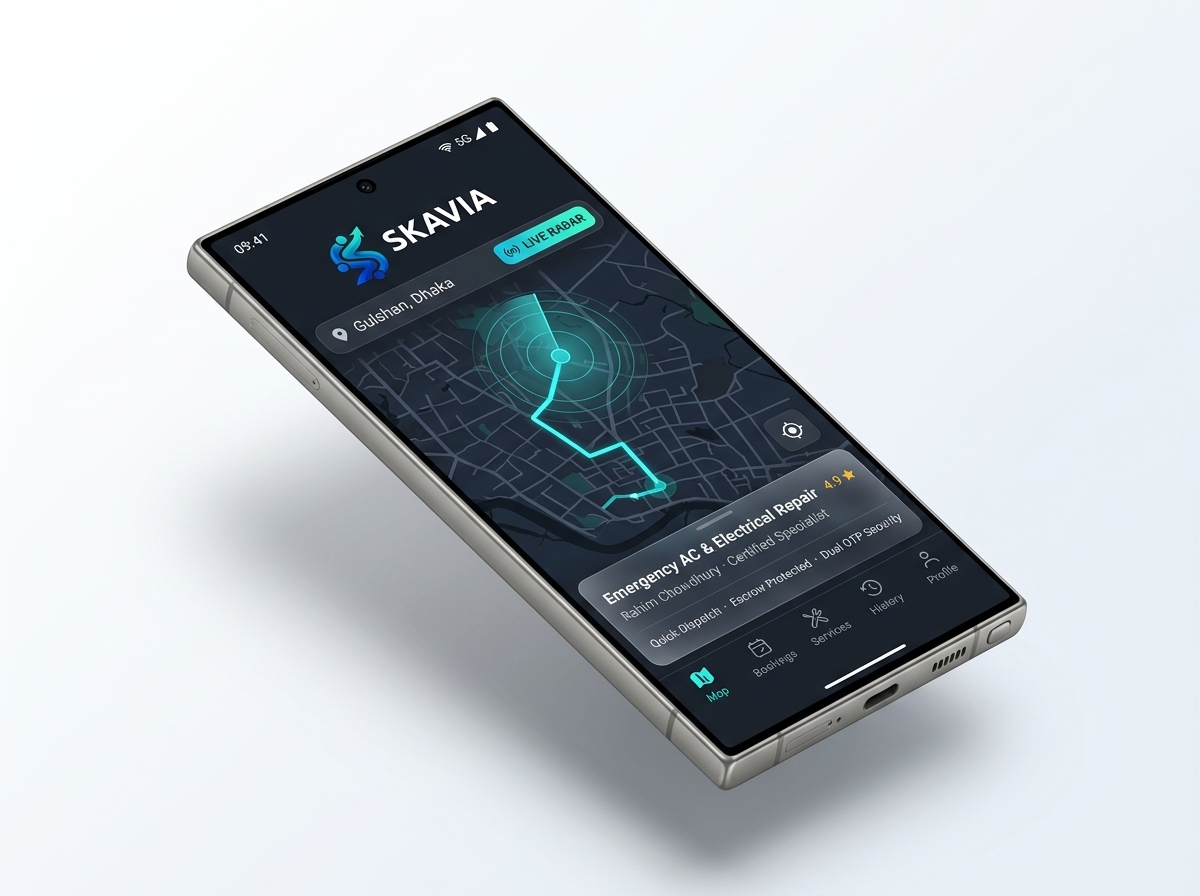 09:41
5G
SKAVIA
Gulshan, Dhaka
LIVE RADAR
Emergency AC & Electrical Repair 4.9
Rahim Chowdhury · Certified Specialist
Quick Dispatch · Escrow Protected · Dual OTP Security
Map
Bookings
Services
History
Profile